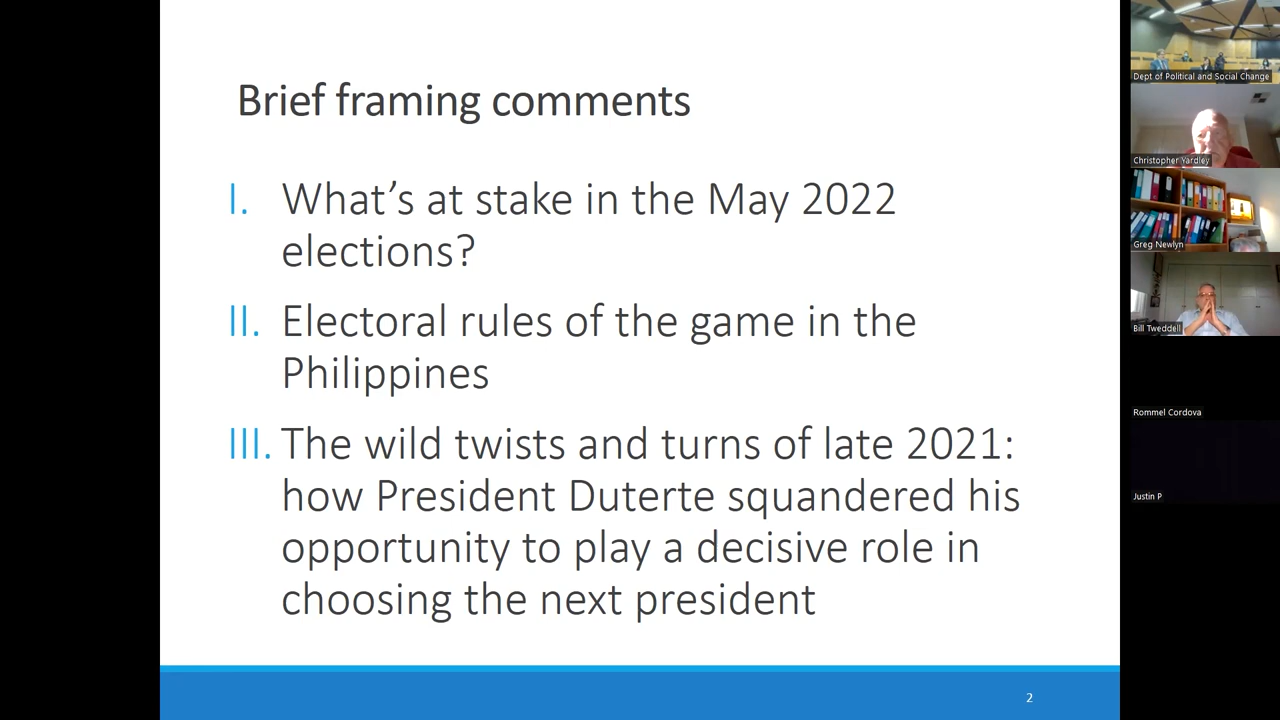 Brief framing comments
I. What’s at stake in the May 2022
elections?
II. Electoral rules of the game in the
Philippines
III. The wild twists and turns of late 2021:
how President Duterte squandered his
opportunity to play a decisive role in
choosing the next president
2
Dept of Political and Social Change
Christopher Yardley
Greg Newlyn
Bill Tweddell
Rommel Cordova
Justin P